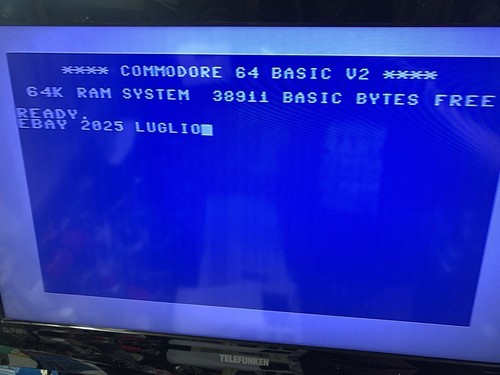 **** COMMODORE 64 BASIC V2 ****
64K RAM SYSTEM 38911 BASIC BYTES FREE
READY.
EBAY 2025 LUGLIO
TELEFUNKEN